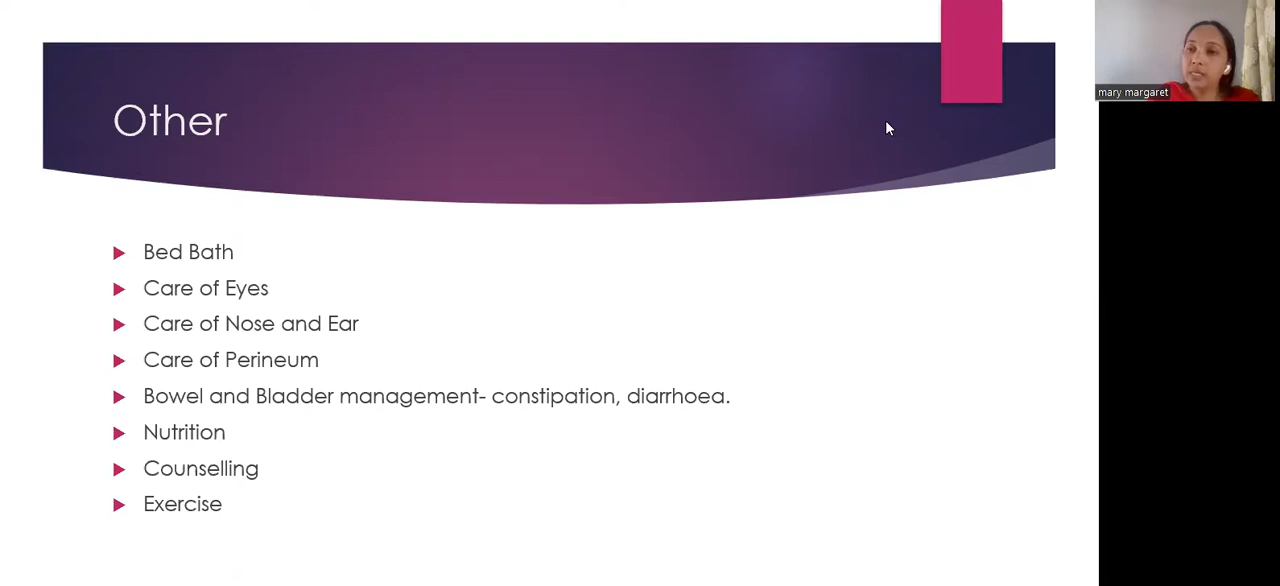 Other
mary margaret
Bed Bath
Care of Eyes
Care of Nose and Ear
Care of Perineum
Bowel and Bladder management- constipation, diarrhoea.
Nutrition
Counselling
Exercise